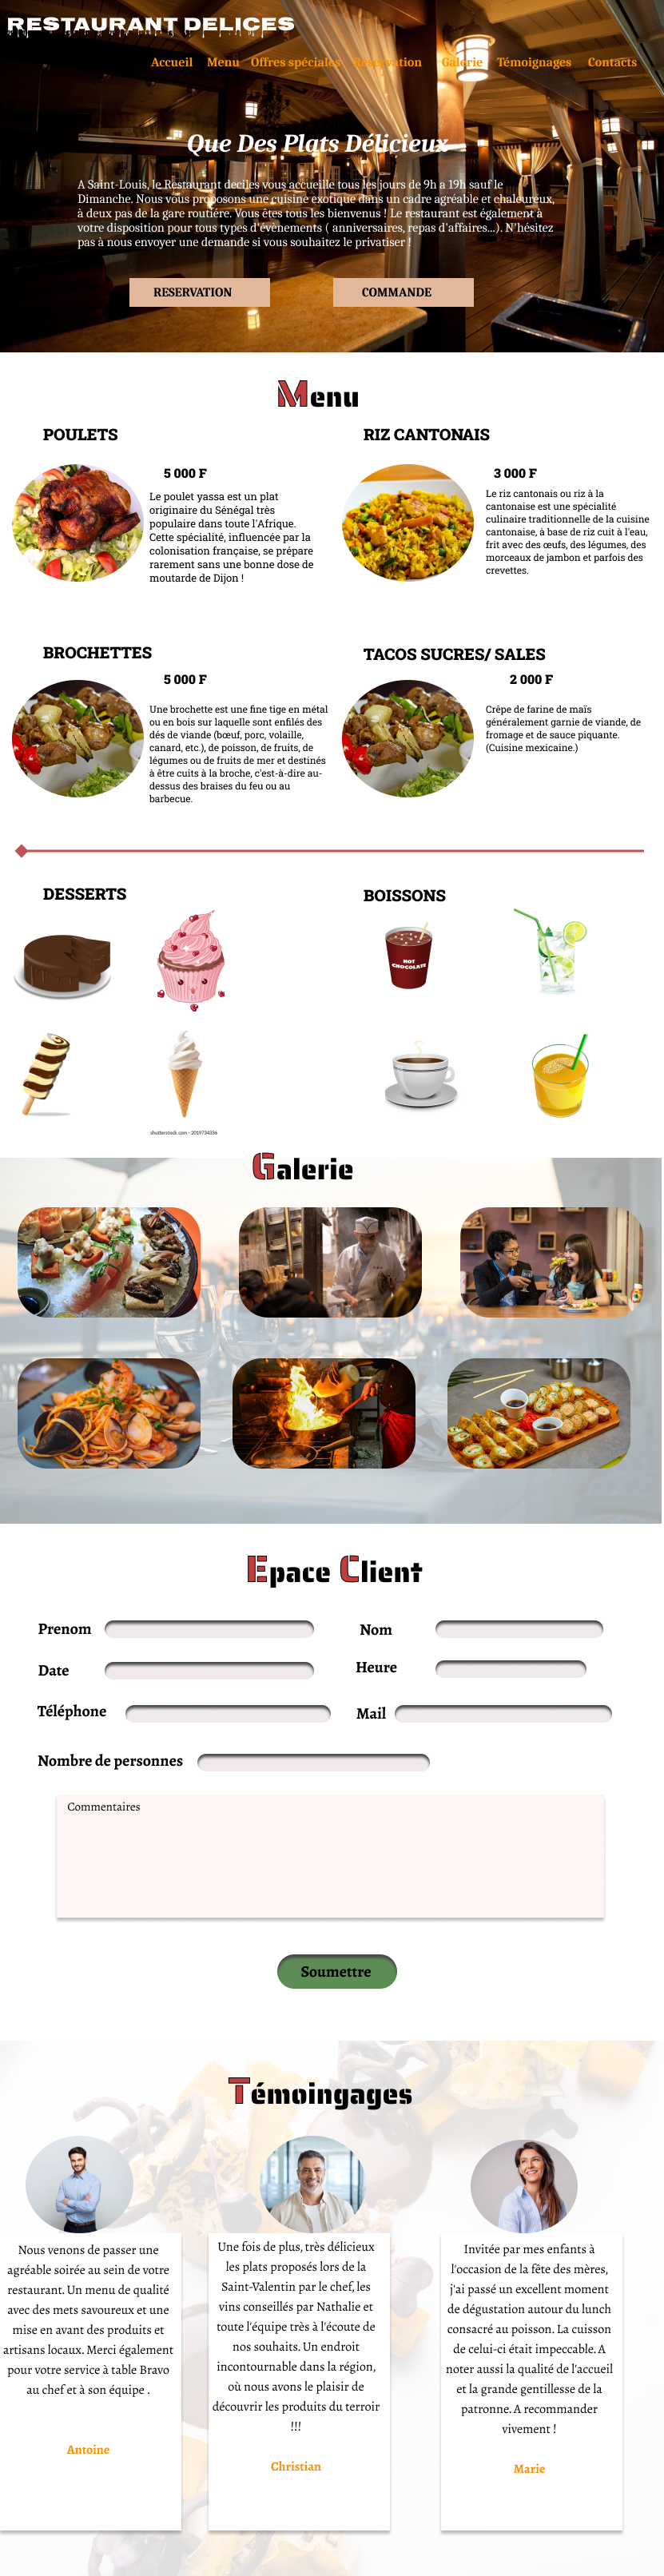 RESTAURANT DELICES
Accueil Menu Offres spéciales Réservation Galerie Témoignages Contacts
Que Des Plats Délicieux
A Saint-Louis, le Restaurant deciles vous accueille tous les jours de 9h a 19h sauf le
Dimanche. Nous vous proposons une cuisine exotique dans un cadre agréable et chaleureux,
à deux pas de la gare routiére. Vous êtes tous les bienvenus ! Le restaurant est également à
votre disposition pour tous types d'évènements ( anniversaires, repas d'affaires...). N'hésitez
pas à nous envoyer une demande si vous souhaitez le privatiser !
RESERVATION COMMANDE
Menu
POULETS
5 000 F
Le poulet yassa est un plat
originaire du Sénégal très
populaire dans toute l'Afrique.
Cette spécialité, influencée par la
colonisation française, se prépare
rarement sans une bonne dose de
moutarde de Dijon !
RIZ CANTONAIS
3 000 F
Le riz cantonais ou riz à la
cantonaise est une spécialité
culinaire traditionnelle de la cuisine
cantonaise, à base de riz cuit à l'eau,
frit avec des œufs, des légumes, des
morceaux de jambon et parfois des
crevettes.
BROCHETTES
5 000 F
Une brochette est une fine tige en métal
ou en bois sur laquelle sont enfilés des
dés de viande (bœuf, porc, volaille,
canard, etc.), de poisson, de fruits, de
légumes ou de fruits de mer et destinés
à être cuits à la broche, c'est-à-dire au-
dessus des braises du feu ou au
barbecue.
TACOS SUCRES/ SALES
2 000 F
Crêpe de farine de maïs
généralement garnie de viande, de
fromage et de sauce piquante.
(Cuisine mexicaine.)
DESSERTS
BOISSONS
HOT
CHOCOLATE
shutterstock.com · 2019734336
Galerie
Epace Client
Prenom Nom
Date Heure
Téléphone Mail
Nombre de personnes
Commentaires
Soumettre
Témoingages
Nous venons de passer une
agréable soirée au sein de votre
restaurant. Un menu de qualité
avec des mets savoureux et une
mise en avant des produits et
artisans locaux. Merci également
pour votre service à table Bravo
au chef et à son équipe .
Antoine
Une fois de plus, très délicieux
les plats proposés lors de la
Saint-Valentin par le chef, les
vins conseillés par Nathalie et
toute l'équipe très à l'écoute de
nos souhaits. Un endroit
incontournable dans la région,
où nous avons le plaisir de
découvrir les produits du terroir
!!!
Christian
Invitée par mes enfants à
l'occasion de la fête des mères,
j'ai passé un excellent moment
de dégustation autour du lunch
consacré au poisson. La cuisson
de celui-ci était impeccable. A
noter aussi la qualité de l'accueil
et la grande gentillesse de la
patronne. A recommander
vivement !
Marie